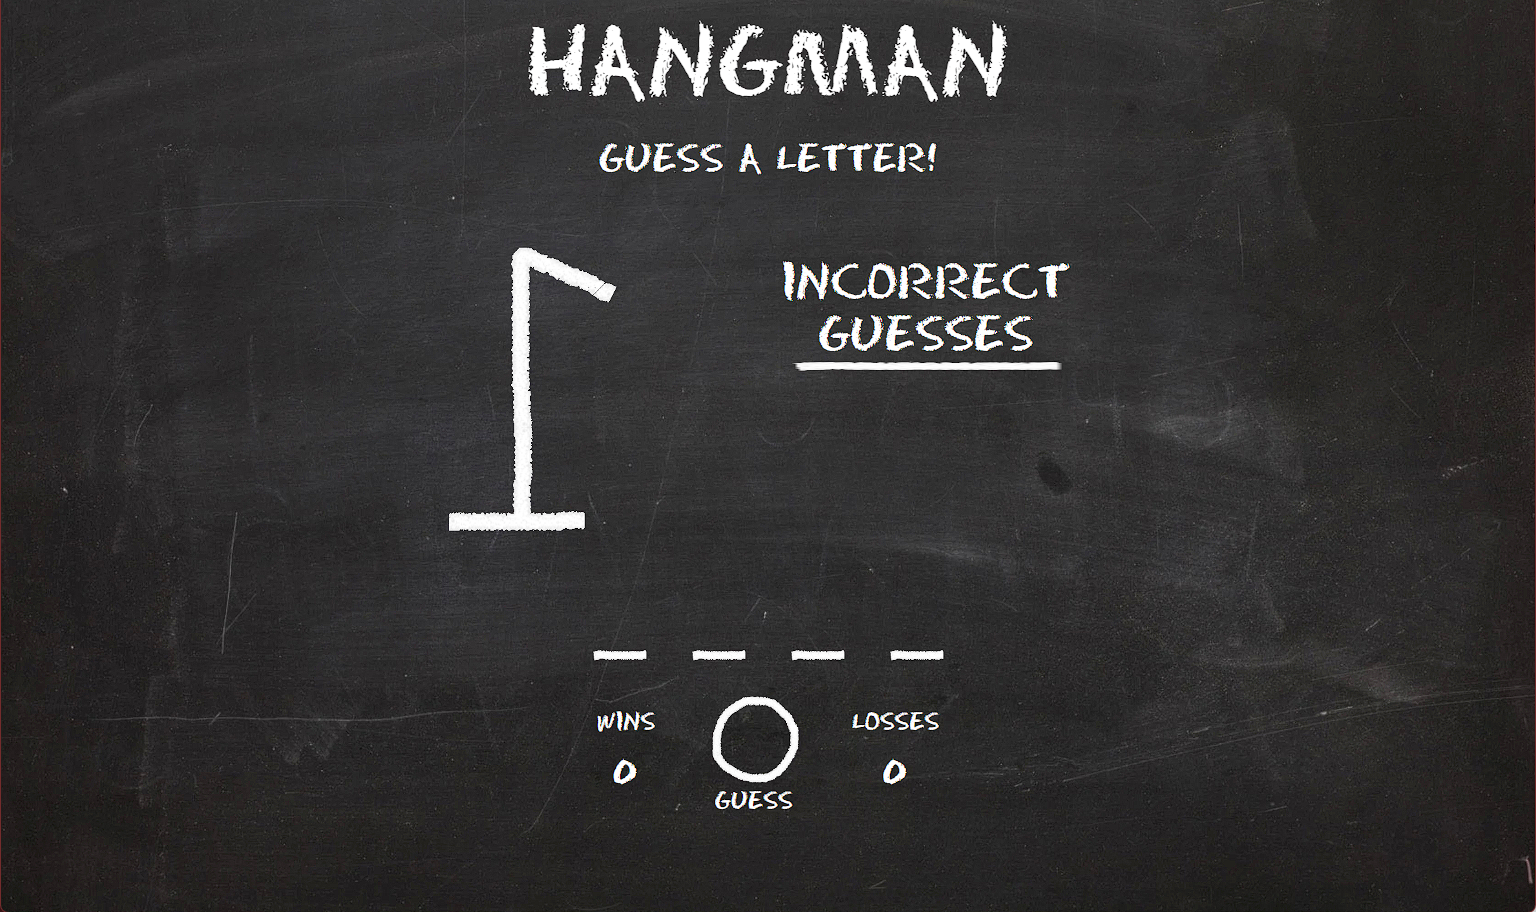 HANGMAN
GUESS A LETTER!
INCORRECT
GUESSES
WINS
LOSSES
0
0
GUESS